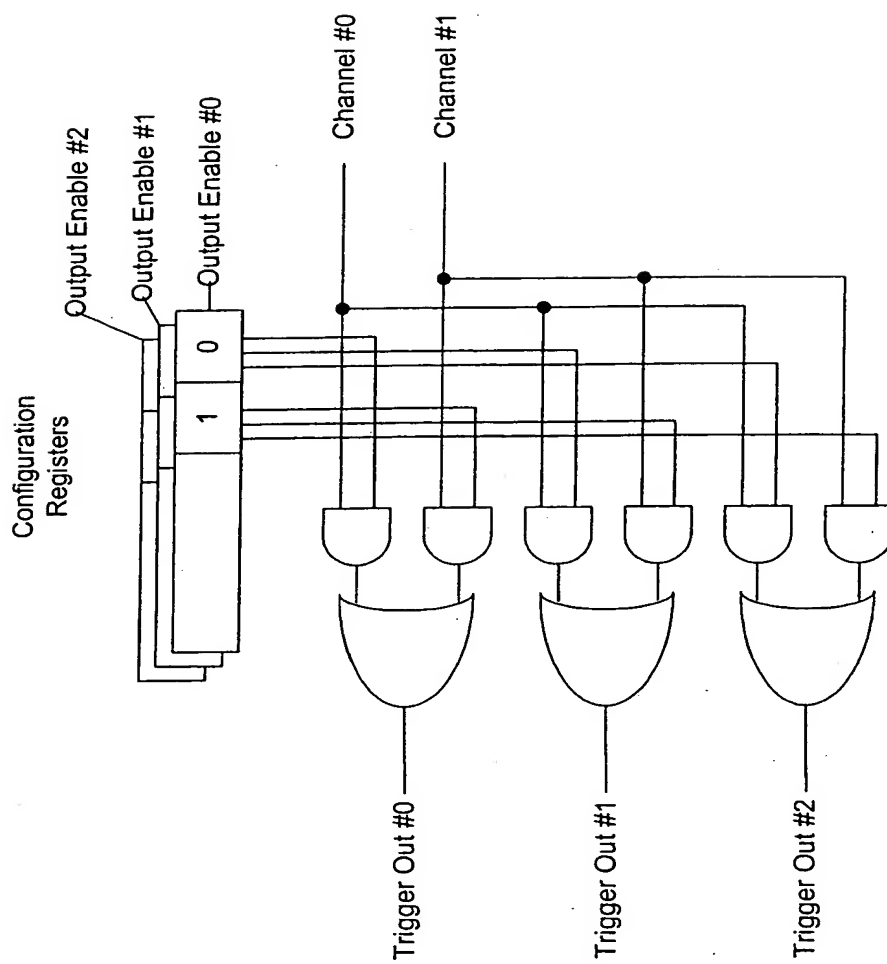 Configuration
Registers
Output Enable #2
Output Enable #1
Output Enable #0
0
1
Channel #0
Channel #1
Trigger Out #0
Trigger Out #1
Trigger Out #2